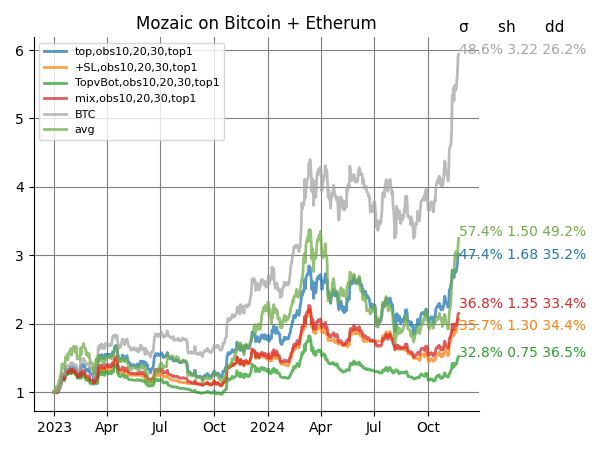 Mozaic on Bitcoin + Etherum
σ sh dd
6
5
4
3
2
1
top,obs10,20,30,top1
+SL,obs10,20,30,top1
TopvBot,obs10,20,30,top1
mix,obs10,20,30,top1
BTC
avg
48.6% 3.22 26.2%
57.4% 1.50 49.2%
47.4% 1.68 35.2%
36.8% 1.35 33.4%
35.7% 1.30 34.4%
32.8% 0.75 36.5%
2023 Apr Jul Oct 2024 Apr Jul Oct